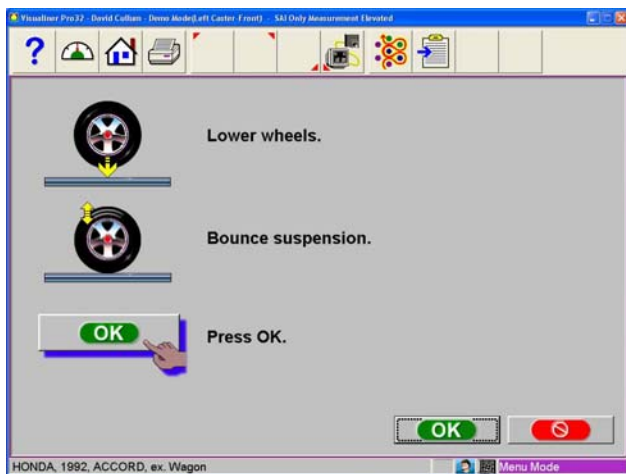 Visualiner Pro32 - David Cullum - Demo Mode(Left Caster-Front) - SAI Only Measurement Elevated
?
Lower wheels.
Bounce suspension.
OK
Press OK.
OK
HONDA, 1992, ACCORD, ex. Wagon
Menu Mode